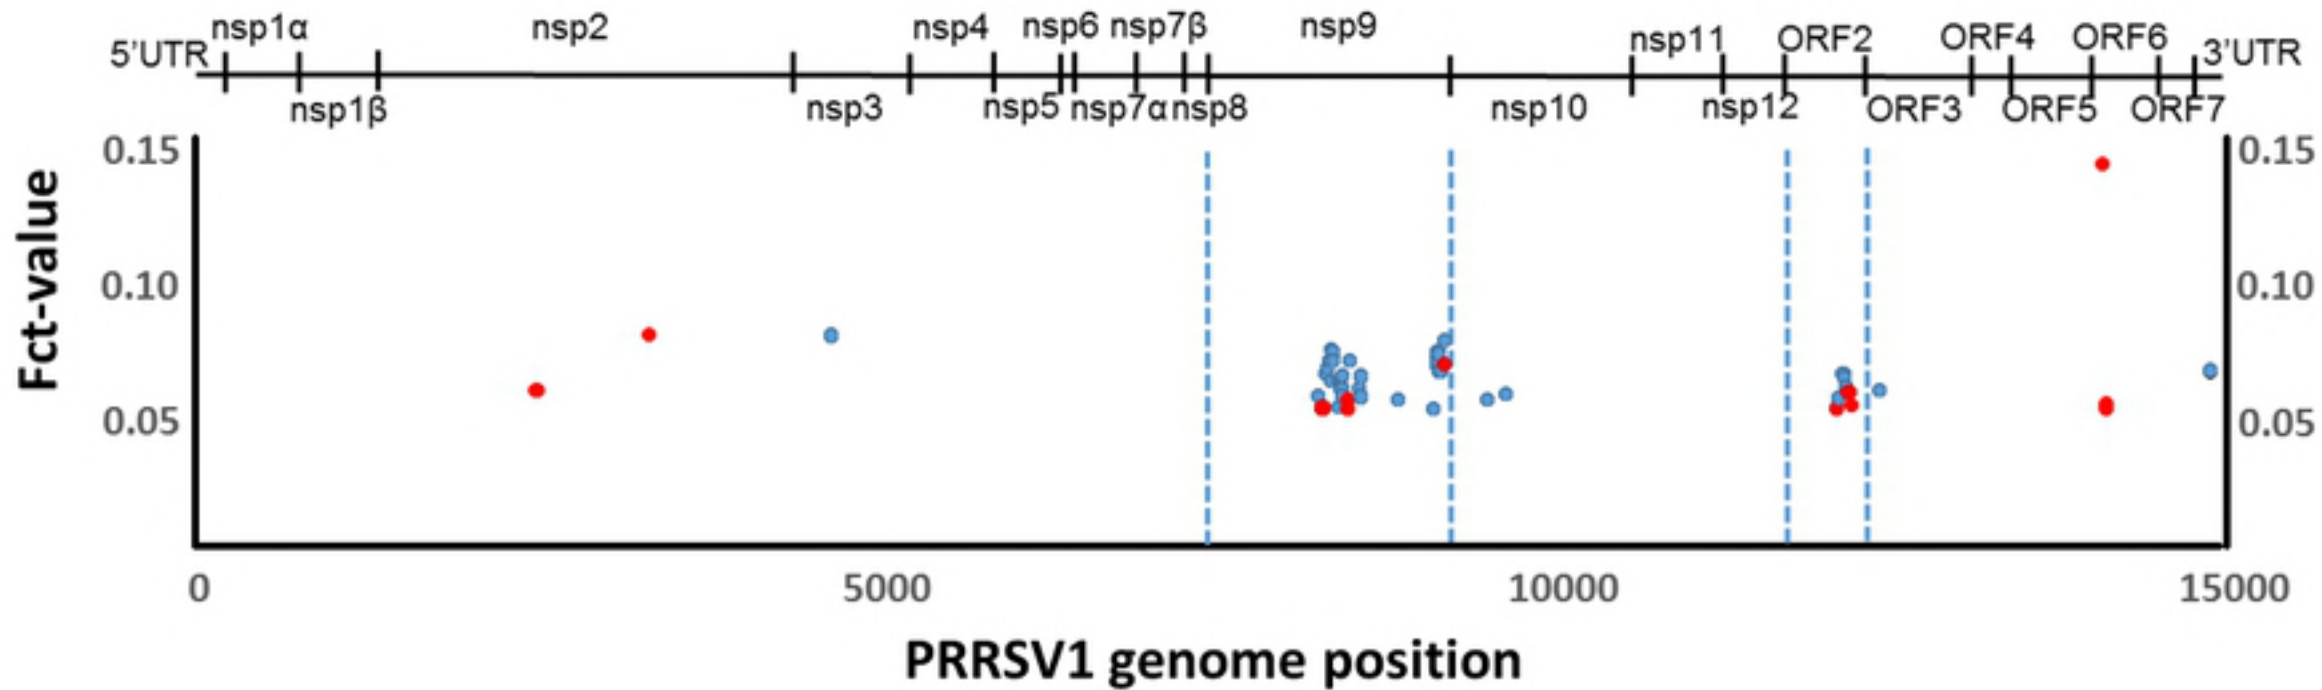 nsp1α nsp2 nsp4 nsp6 nsp7β nsp9 nsp11 ORF2 ORF4 ORF6
5'UTR 3'UTR
nsp1β nsp3 nsp5 nsp7α nsp8 nsp10 nsp12 ORF3 ORF5 ORF7
Fct-value
0.15 0.15
0.10 0.10
0.05 0.05
0 5000 10000 15000
PRRSV1 genome position